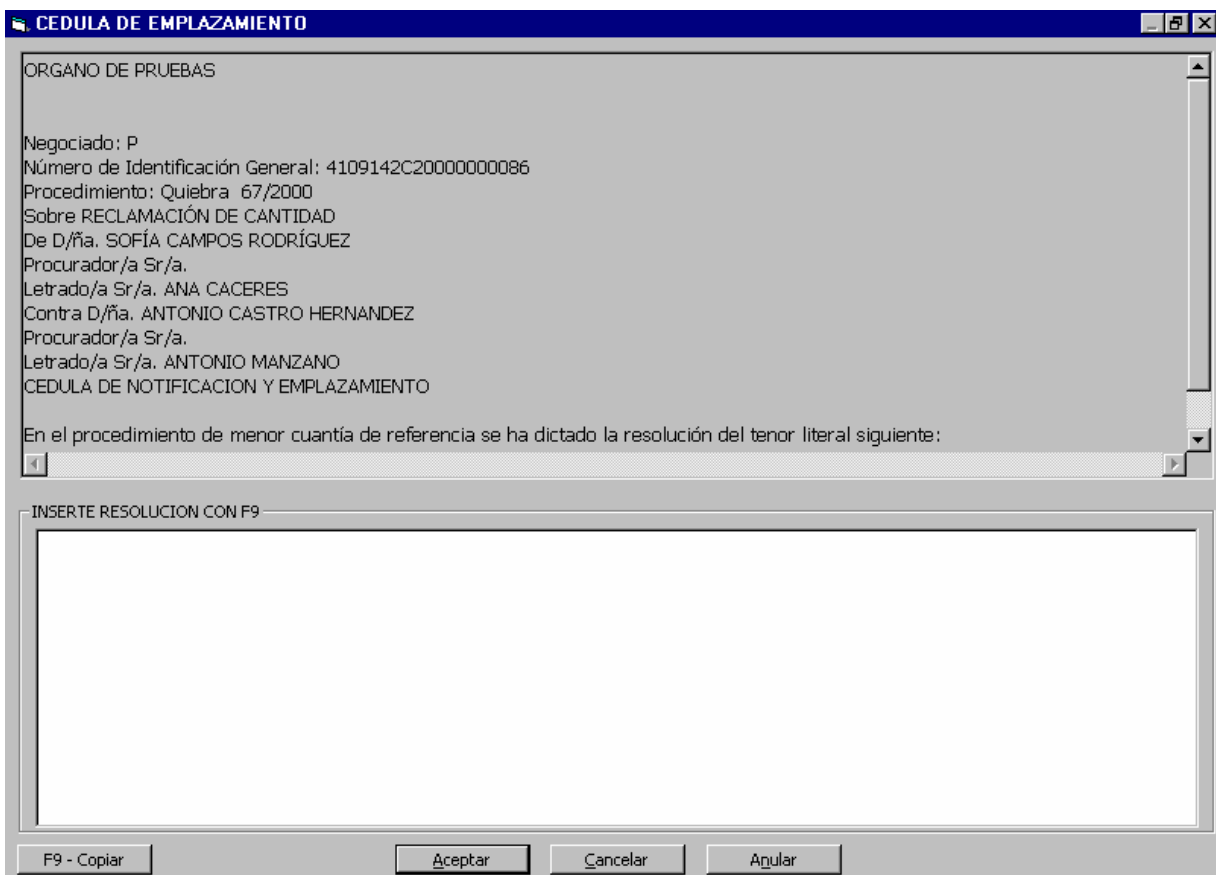 CEDULA DE EMPLAZAMIENTO
ORGANO DE PRUEBAS
Negociado: P
Número de Identificación General: 4109142C20000000086
Procedimiento: Quiebra  67/2000
Sobre RECLAMACIÓN DE CANTIDAD
De D/ña. SOFÍA CAMPOS RODRÍGUEZ
Procurador/a Sr/a.
Letrado/a Sr/a. ANA CACERES
Contra D/ña. ANTONIO CASTRO HERNANDEZ
Procurador/a Sr/a.
Letrado/a Sr/a. ANTONIO MANZANO
CEDULA DE NOTIFICACION Y EMPLAZAMIENTO
En el procedimiento de menor cuantía de referencia se ha dictado la resolución del tenor literal siguiente:
INSERTE RESOLUCION CON F9
F9 - Copiar
Aceptar
Cancelar
Anular